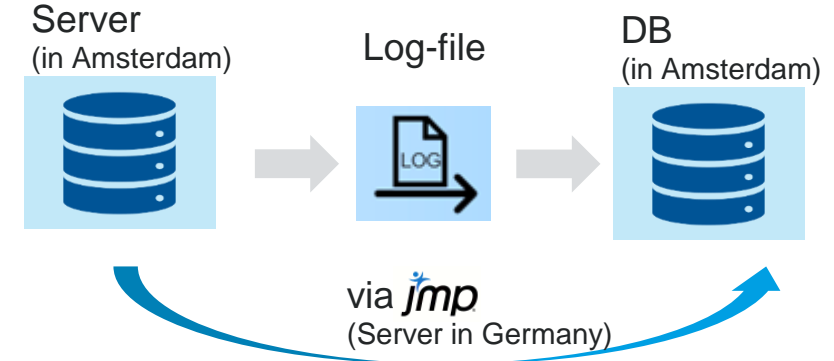 Server
(in Amsterdam)
Log-file
DB
(in Amsterdam)
LOG
via jmp
(Server in Germany)